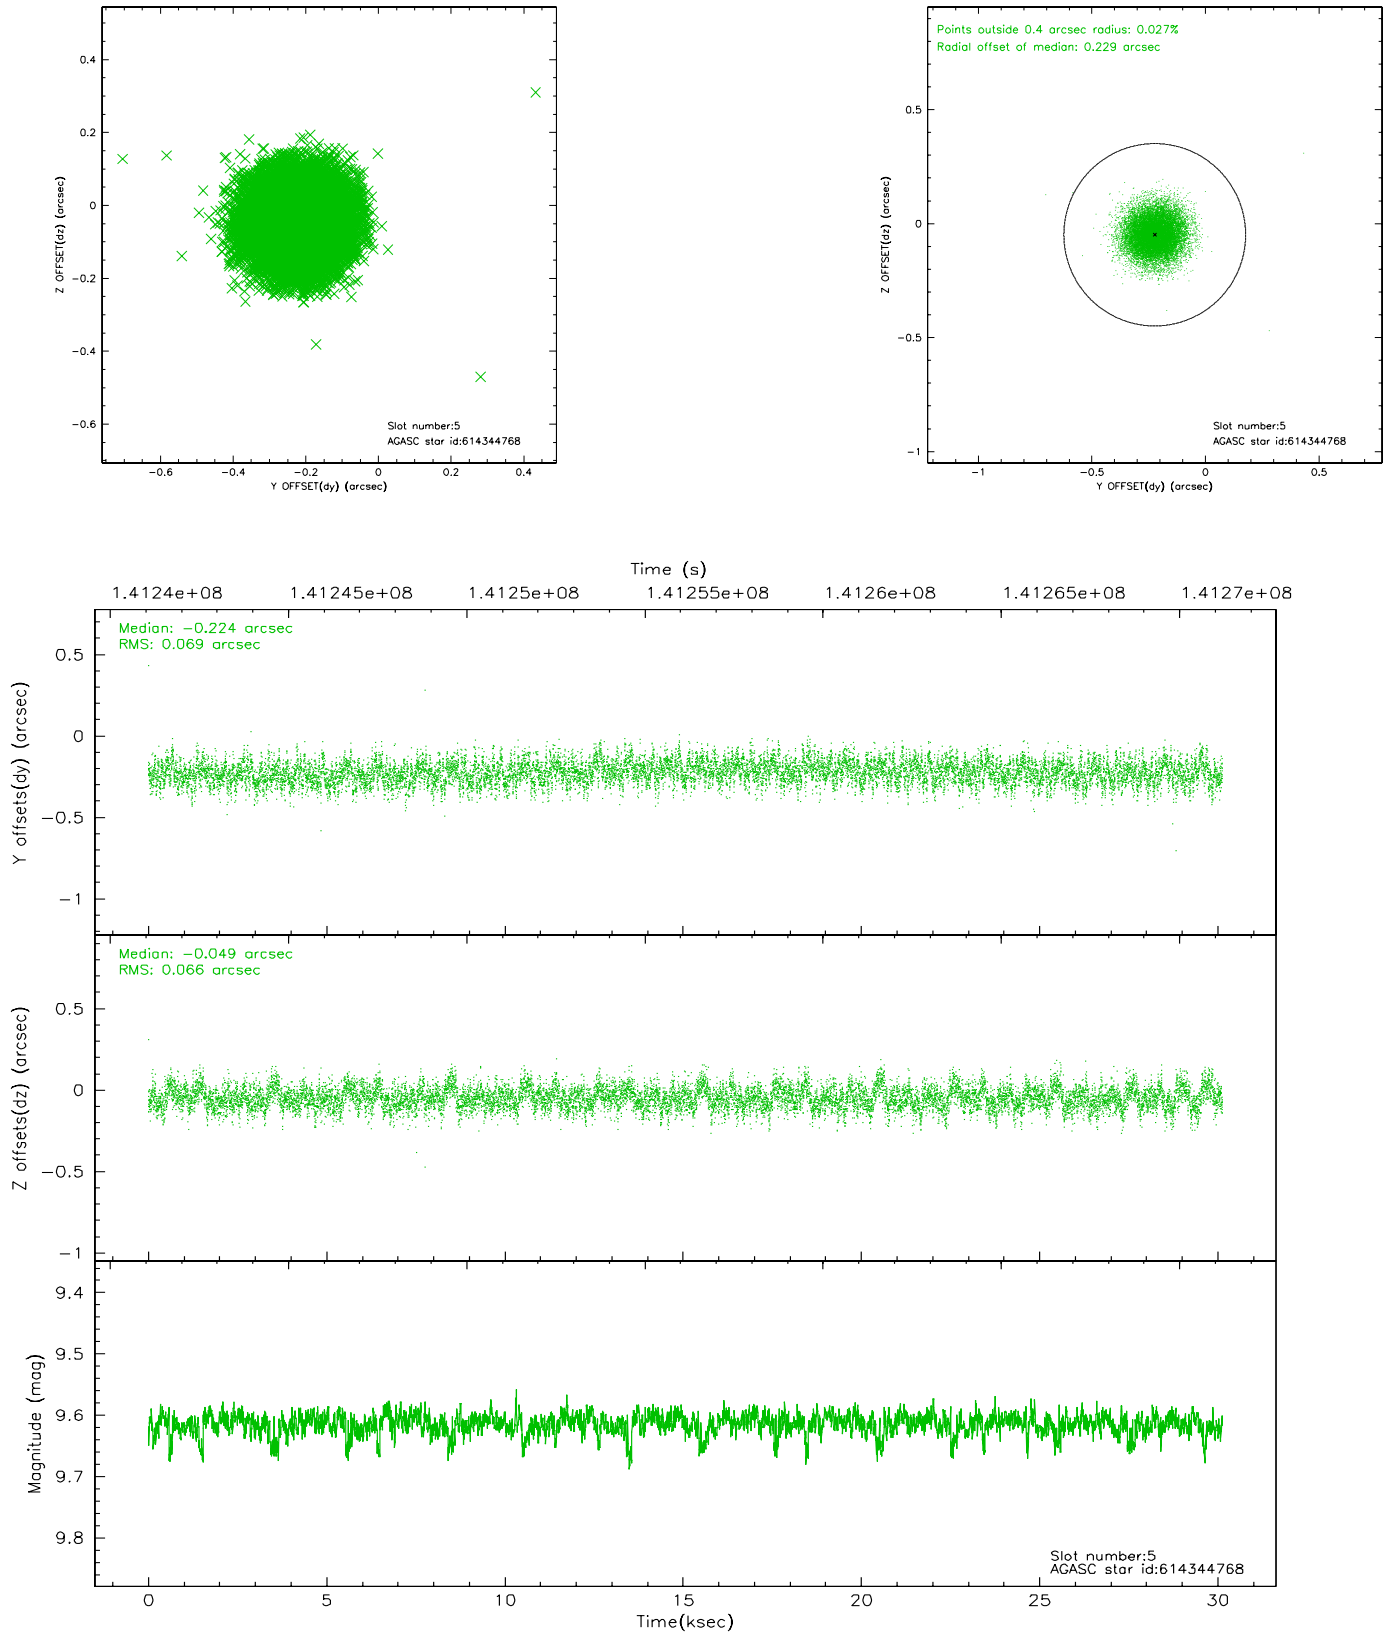 0.4
0.2
0
−0.2
−0.4
−0.6
Z OFFSET(dz) (arcsec)
Slot number:5
AGASC star id:614344768
−0.6 −0.4 −0.2 0 0.2 0.4
Y OFFSET(dy) (arcsec)
Points outside 0.4 arcsec radius: 0.027%
Radial offset of median: 0.229 arcsec
0.5
0
−0.5
−1
Z OFFSET(dz) (arcsec)
Slot number:5
AGASC star id:614344768
−1 −0.5 0 0.5
Y OFFSET(dy) (arcsec)
Time (s)
1.4124e+08 1.41245e+08 1.4125e+08 1.41255e+08 1.4126e+08 1.41265e+08 1.4127e+08
Median: −0.224 arcsec
RMS: 0.069 arcsec
0.5
0
−0.5
−1
Y offsets(dy) (arcsec)
Median: −0.049 arcsec
RMS: 0.066 arcsec
0.5
0
−0.5
−1
Z offsets(dz) (arcsec)
9.4
9.5
9.6
9.7
9.8
Magnitude (mag)
Slot number:5
AGASC star id:614344768
0 5 10 15 20 25 30
Time(ksec)